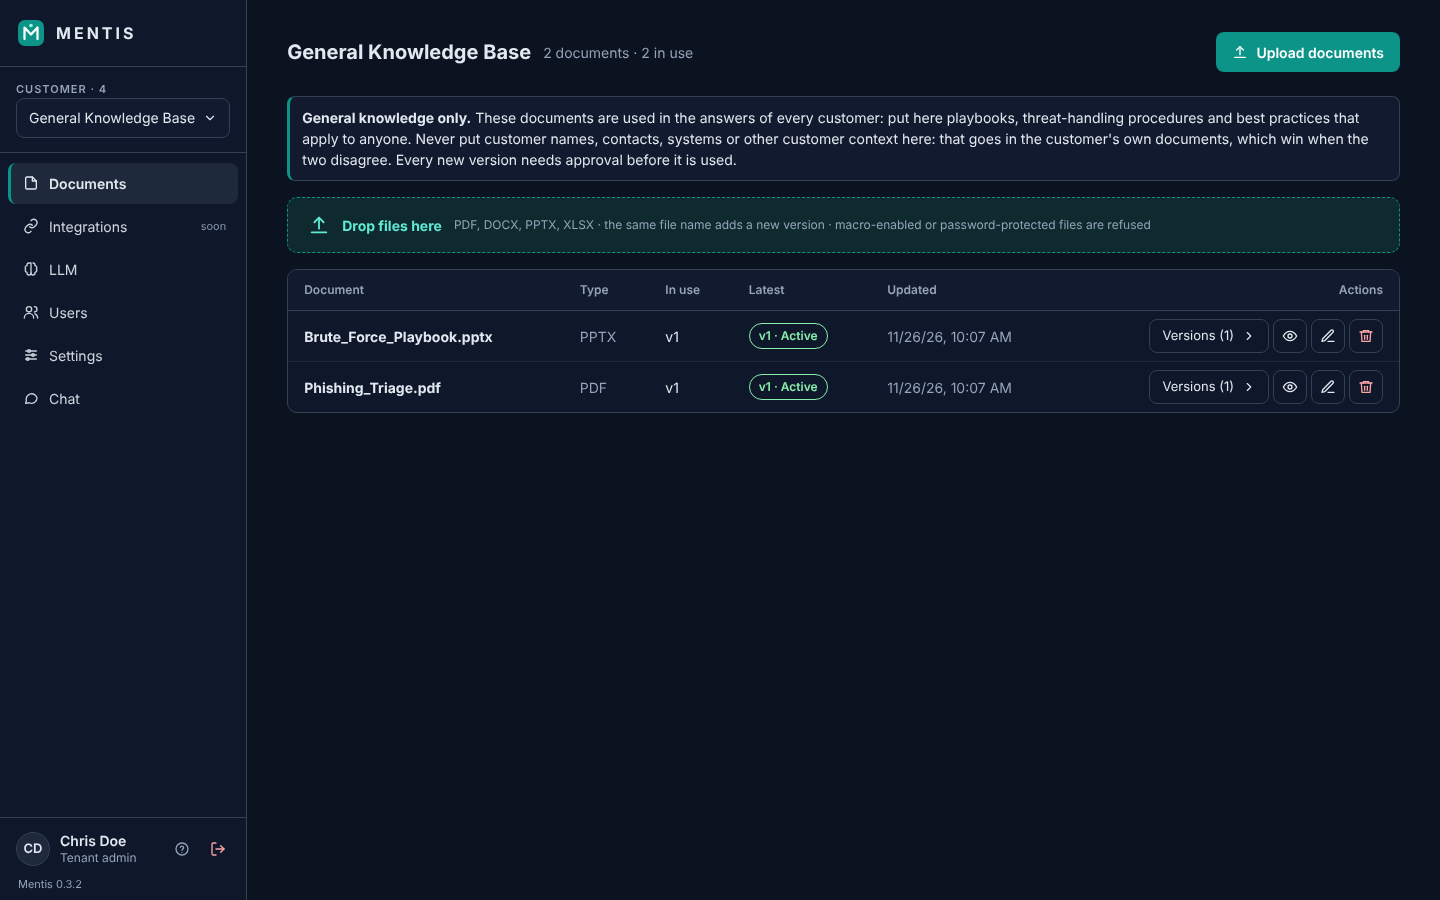 MENTIS
CUSTOMER · 4
General Knowledge Base
Documents
Integrations soon
LLM
Users
Settings
Chat
CD Chris Doe
Tenant admin
Mentis 0.3.2
General Knowledge Base 2 documents · 2 in use
Upload documents
General knowledge only. These documents are used in the answers of every customer: put here playbooks, threat-handling procedures and best practices that
apply to anyone. Never put customer names, contacts, systems or other customer context here: that goes in the customer's own documents, which win when the
two disagree. Every new version needs approval before it is used.
Drop files here PDF, DOCX, PPTX, XLSX · the same file name adds a new version · macro-enabled or password-protected files are refused
Document Type In use Latest Updated Actions
Brute_Force_Playbook.pptx PPTX v1 v1 · Active 11/26/26, 10:07 AM Versions (1)
Phishing_Triage.pdf PDF v1 v1 · Active 11/26/26, 10:07 AM Versions (1)